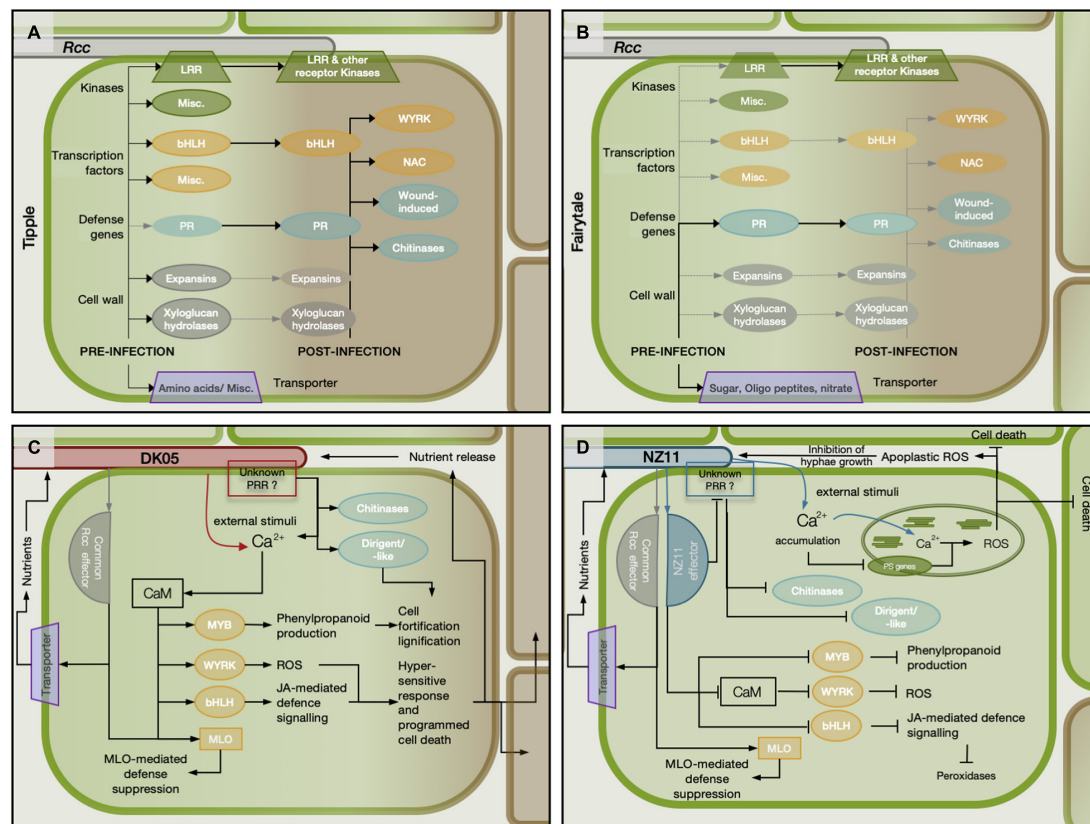 A
Rcc
Tipple
LRR
LRR & other
receptor Kinases
Kinases
Misc.
WYRK
Transcription
factors
bHLH
bHLH
NAC
Misc.
Wound-
induced
Defense
genes
PR
PR
Chitinases
Expansins
Expansins
Cell wall
Xyloglucan
hydrolases
Xyloglucan
hydrolases
PRE-INFECTION
POST-INFECTION
Amino acids/ Misc.
Transporter
B
Rcc
Fairytale
LRR
LRR & other
receptor Kinases
Kinases
Misc.
WYRK
Transcription
factors
bHLH
bHLH
NAC
Misc.
Wound-
induced
Defense
genes
PR
PR
Chitinases
Expansins
Expansins
Cell wall
Xyloglucan
hydrolases
Xyloglucan
hydrolases
PRE-INFECTION
POST-INFECTION
Sugar, Oligo peptites, nitrate
Transporter
C
DK05
Nutrient release
Unknown
PRR ?
Chitinases
external stimuli
Ca2+
Dirigent/
-like
Common
Rcc effector
Nutrients
CaM
Cell
fortification
lignification
MYB
Phenylpropanoid
production
Transporter
WYRK
ROS
Hyper-
sensitive
response
and
programmed
cell death
bHLH
JA-mediated
defence
signalling
MLO
MLO-mediated
defense
suppression
D
NZ11
Cell death
Inhibition of
hyphae growth
Apoplastic ROS
Unknown
PRR ?
external stimuli
Cell death
Ca2+
accumulation
Ca2+
ROS
PS genes
Common
Rcc effector
NZ11
effector
Nutrients
Chitinases
Dirigent/
-like
Transporter
MYB
Phenylpropanoid
production
CaM
WYRK
ROS
bHLH
JA-mediated defence
signalling
MLO
MLO-mediated
defense
suppression
Peroxidases